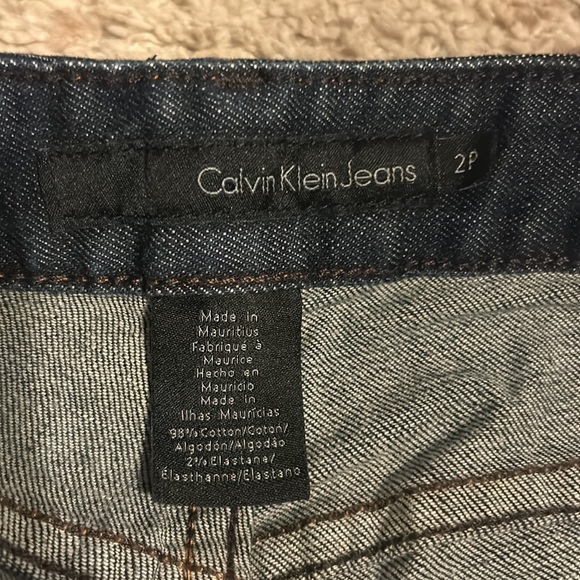 Calvin Klein Jeans
2P
Made in
Mauritius
Fabriqué à
Maurice
Hecho en
Mauricio
Made in
Ilhas Maurícias
98% Cotton/Coton/
Algodón/Algodão
2% Elastane/
Élasthanne/Elastano